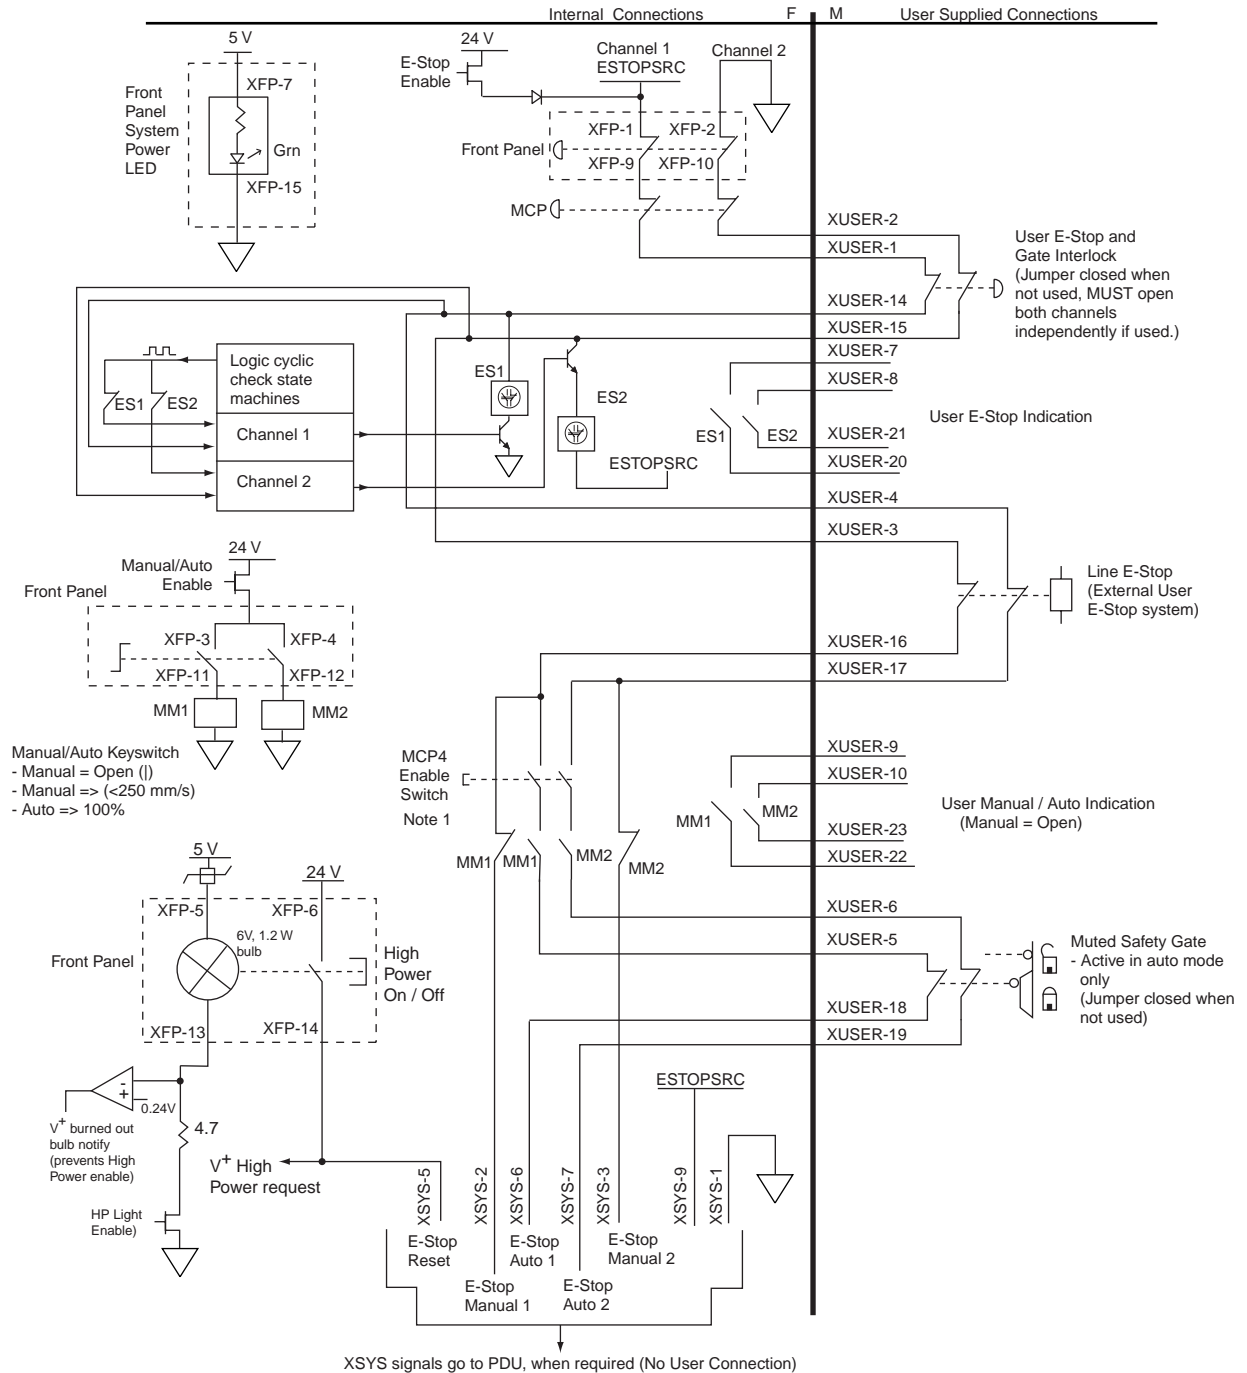 Internal Connections
F
M
User Supplied Connections
5 V
XFP-7
Front
Panel
System
Power
LED
Grn
XFP-15
24 V
E-Stop
Enable
Channel 1
ESTOPSRC
Channel 2
XFP-1
XFP-2
Front Panel
XFP-9
XFP-10
MCP
XUSER-2
XUSER-1
User E-Stop and
Gate Interlock
(Jumper closed when
not used, MUST open
both channels
independently if used.)
XUSER-14
XUSER-15
XUSER-7
XUSER-8
User E-Stop Indication
XUSER-21
XUSER-20
ES1
ES2
Logic cyclic
check state
machines
Channel 1
Channel 2
ES1
ES2
ES1
ES2
ESTOPSRC
XUSER-4
XUSER-3
Line E-Stop
(External User
E-Stop system)
XUSER-16
XUSER-17
24 V
Manual/Auto
Enable
Front Panel
XFP-3
XFP-4
XFP-11
XFP-12
MM1
MM2
Manual/Auto Keyswitch
- Manual = Open (|)
- Manual => (<250 mm/s)
- Auto => 100%
MCP4
Enable
Switch
Note 1
MM1
MM1
MM2
MM2
XUSER-9
XUSER-10
MM1
MM2
User Manual / Auto Indication
(Manual = Open)
XUSER-23
XUSER-22
5 V
24 V
XFP-5
XFP-6
6V, 1.2 W
bulb
Front Panel
High
Power
On / Off
XFP-13
XFP-14
XUSER-6
XUSER-5
Muted Safety Gate
- Active in auto mode
only
(Jumper closed when
not used)
XUSER-18
XUSER-19
-
+
0.24V
V+ burned out
bulb notify
(prevents High
Power enable)
4.7
HP Light
Enable)
V+ High
Power request
ESTOPSRC
XSYS-5
XSYS-2
XSYS-6
XSYS-7
XSYS-3
XSYS-9
XSYS-1
E-Stop
Reset
E-Stop
Manual 1
E-Stop
Auto 1
E-Stop
Auto 2
E-Stop
Manual 2
XSYS signals go to PDU, when required (No User Connection)